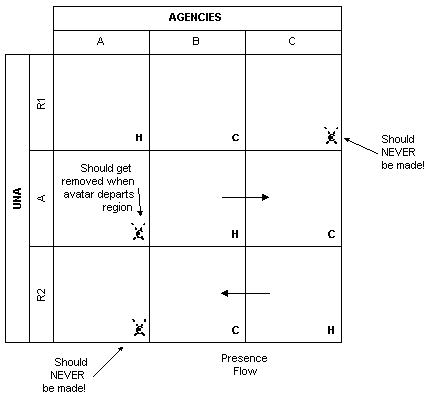 AGENCIES
A B C
UNA
R1
H C C
Should
NEVER
be made!
A
Should get
removed when
avatar departs
region
C H C
R2
C C H
Should
NEVER
be made!
Presence
Flow